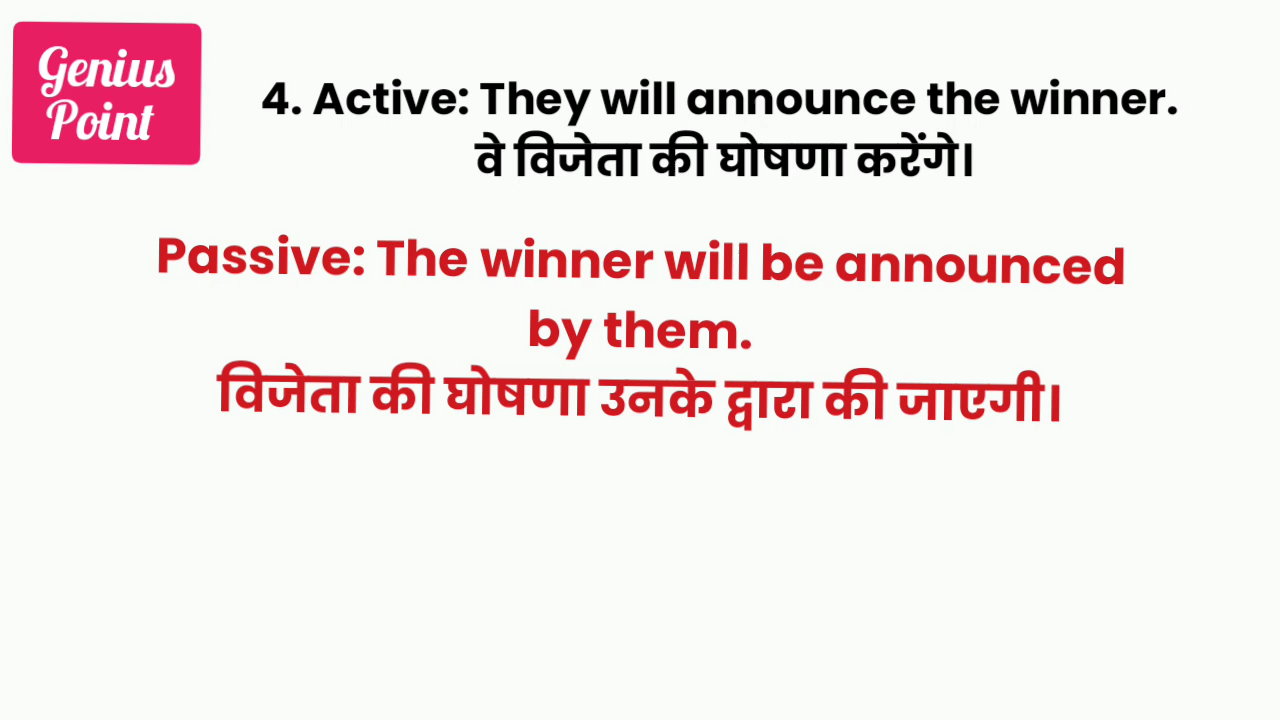 Genius
Point
4. Active: They will announce the winner.
वे विजेता की घोषणा करेंगे।
Passive: The winner will be announced
by them.
विजेता की घोषणा उनके द्वारा की जाएगी।